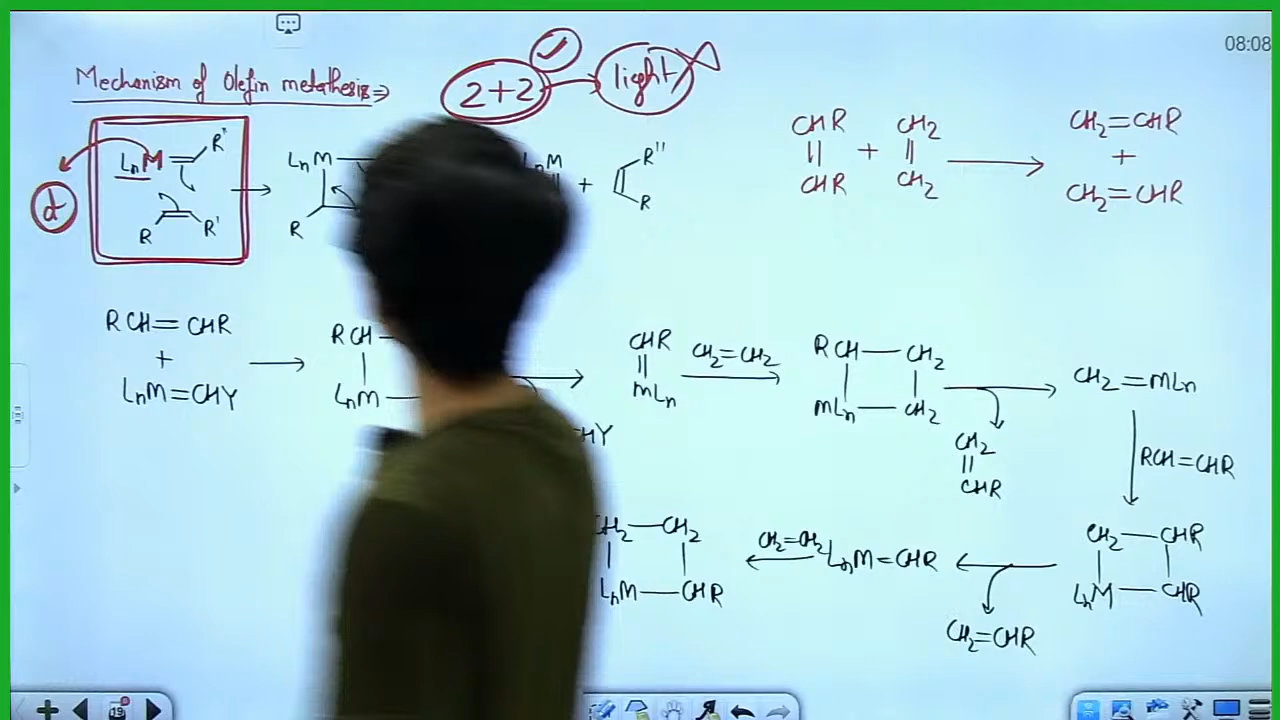 08:08
Mechanism of Olefin metathesis ⇒
2+2 → light
LnM=R"
R R'
d
→ LnM
R
M + R"
R
CHR || CHR + CH2 || CH2 → CH2=CHR + CH2=CHR
RCH=CHR
+
LnM=CHY
→ RCH—
LnM—
→ CHR
||
MLn
CH2=CH2 →
RCH—CH2
MLn—CH2
→ CH2
||
CHR
CH2=MLn
RCH=CHR
CH2—CHR
LnM—CHR
CH2=CHR
LnM=CHR
CH2=CH2
CH2—CH2
LnM—CHR
19